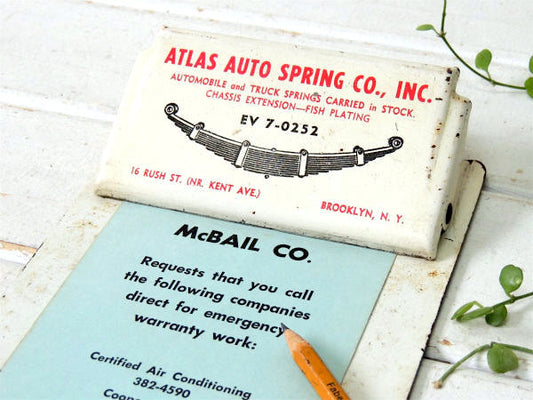 ATLAS AUTO SPRING CO., INC.
AUTOMOBILE and TRUCK SPRINGS CARRIED in STOCK.
CHASSIS EXTENSION—FISH PLATING
EV 7-0252
16 RUSH ST. (NR. KENT AVE.)
BROOKLYN, N. Y.
McBAIL CO.
Requests that you call
the following companies
direct for emergency
warranty work:
Certified Air Conditioning
382-4590